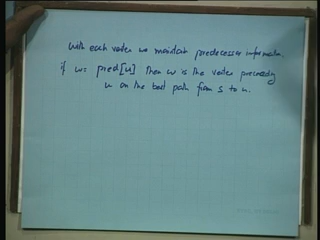 With each vertex we maintain predecessor information.
if w = pred[u] then w is the vertex preceeding
u on the best path from s to u.